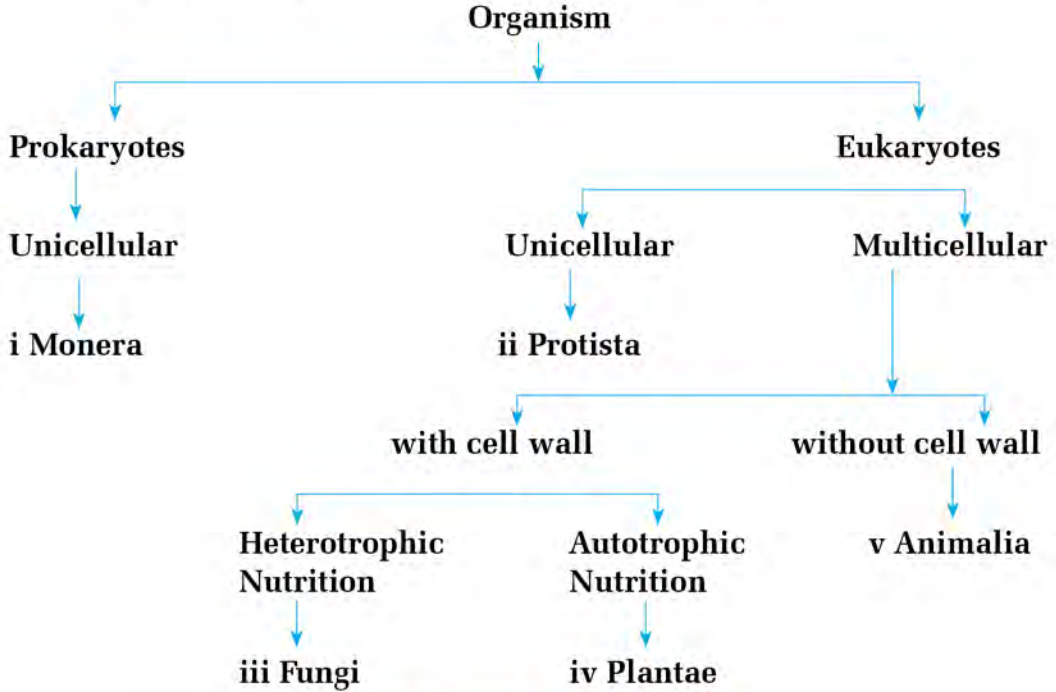 Organism
Prokaryotes
Eukaryotes
Unicellular
Unicellular
Multicellular
i Monera
ii Protista
with cell wall
without cell wall
Heterotrophic
Nutrition
Autotrophic
Nutrition
v Animalia
iii Fungi
iv Plantae